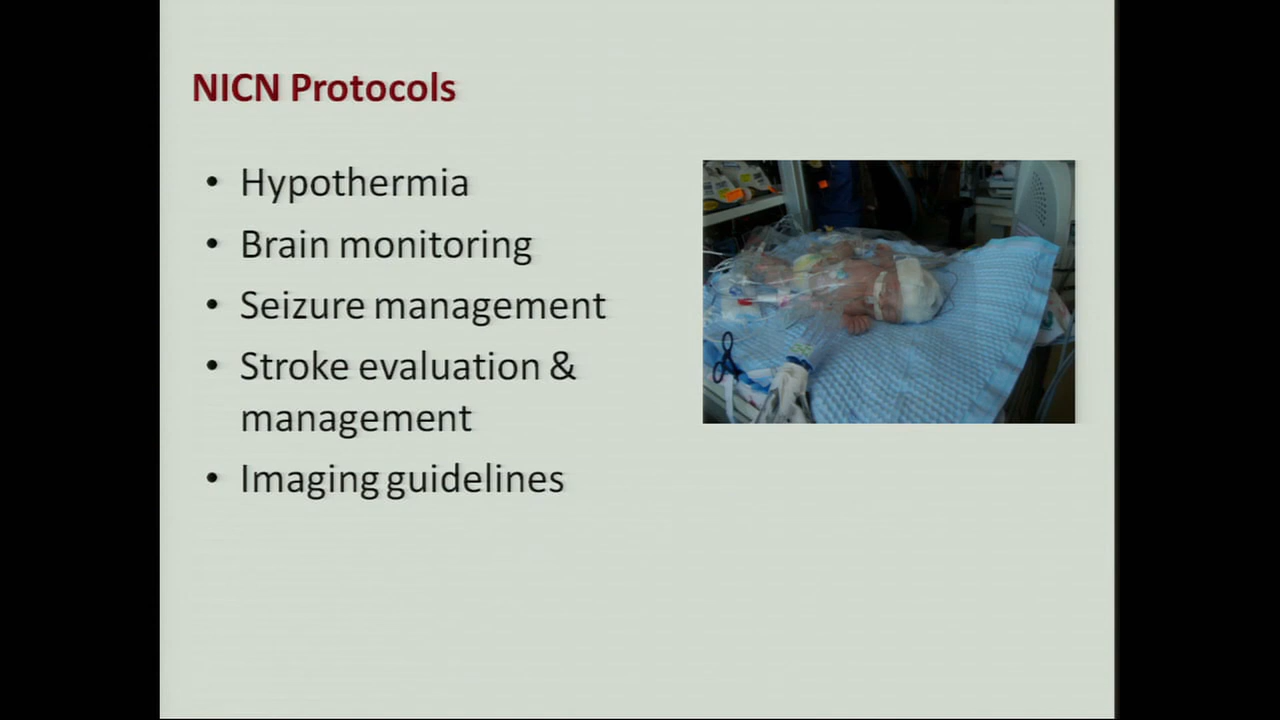 NICN Protocols
• Hypothermia
• Brain monitoring
• Seizure management
• Stroke evaluation &
management
• Imaging guidelines